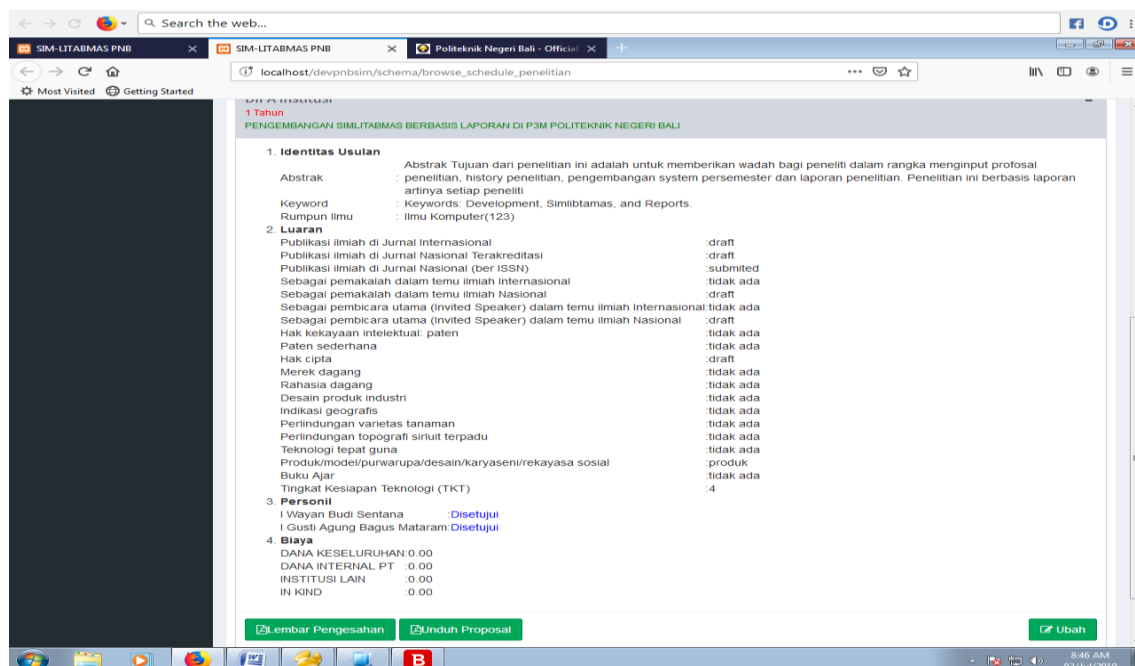 Search the web...
SIM-LITABMAS PNB
SIM-LITABMAS PNB
Politeknik Negeri Bali - Official
localhost/devpnbsim/schema/browse_schedule_penelitian
Most Visited Getting Started
DIPA Institusi
1 Tahun
PENGEMBANGAN SIMLITABMAS BERBASIS LAPORAN DI P3M POLITEKNIK NEGERI BALI
1. Identitas Usulan
Abstrak Tujuan dari penelitian ini adalah untuk memberikan wadah bagi peneliti dalam rangka menginput profosal
Abstrak : penelitian, history penelitian, pengembangan system persemester dan laporan penelitian. Penelitian ini berbasis laporan
artinya setiap peneliti
Keyword : Keywords: Development, Simlibtamas, and Reports.
Rumpun Ilmu : Ilmu Komputer(123)
2. Luaran
Publikasi ilmiah di Jurnal Internasional :draft
Publikasi ilmiah di Jurnal Nasional Terakreditasi :draft
Publikasi ilmiah di Jurnal Nasional (ber ISSN) :submited
Sebagai pemakalah dalam temu ilmiah Internasional :tidak ada
Sebagai pemakalah dalam temu ilmiah Nasional :draft
Sebagai pembicara utama (Invited Speaker) dalam temu ilmiah Internasional:tidak ada
Sebagai pembicara utama (Invited Speaker) dalam temu ilmiah Nasional :draft
Hak kekayaan intelektual: paten :tidak ada
Paten sederhana :tidak ada
Hak cipta :draft
Merek dagang :tidak ada
Rahasia dagang :tidak ada
Desain produk industri :tidak ada
Indikasi geografis :tidak ada
Perlindungan varietas tanaman :tidak ada
Perlindungan topografi sirluit terpadu :tidak ada
Teknologi tepat guna :tidak ada
Produk/model/purwarupa/desain/karyaseni/rekayasa sosial :produk
Buku Ajar :tidak ada
Tingkat Kesiapan Teknologi (TKT) :4
3. Personil
I Wayan Budi Sentana :Disetujui
I Gusti Agung Bagus Mataram:Disetujui
4. Biaya
DANA KESELURUHAN:0.00
DANA INTERNAL PT :0.00
INSTITUSI LAIN :0.00
IN KIND :0.00
Lembar Pengesahan Unduh Proposal Ubah
8:46 AM